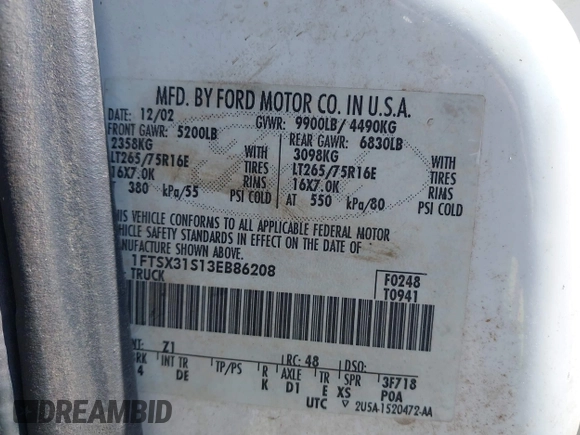 MFD. BY FORD MOTOR CO. IN U.S.A.
DATE: 12/02 GVWR: 9900LB/ 4490KG
FRONT GAWR: 5200LB REAR GAWR: 6830LB
2358KG WITH 3098KG WITH
LT265/75R16E TIRES LT265/75R16E TIRES
16X7.0K RIMS 16X7.0K RIMS
AT 380 kPa/55 PSI COLD AT 550 kPa/80 PSI COLD
THIS VEHICLE CONFORMS TO ALL APPLICABLE FEDERAL MOTOR
VEHICLE SAFETY STANDARDS IN EFFECT ON THE DATE OF
MANUFACTURE SHOWN ABOVE.
1FTSX31S13EB86208 F0248
TRUCK T0941
Z1 RC: 48 DSO:
INT TR TP/PS R AXLE TR SPR 3F718
4 DE K D1 E XS POA
UTC ▽ 2U5A-1520472-AA
DREAMBID